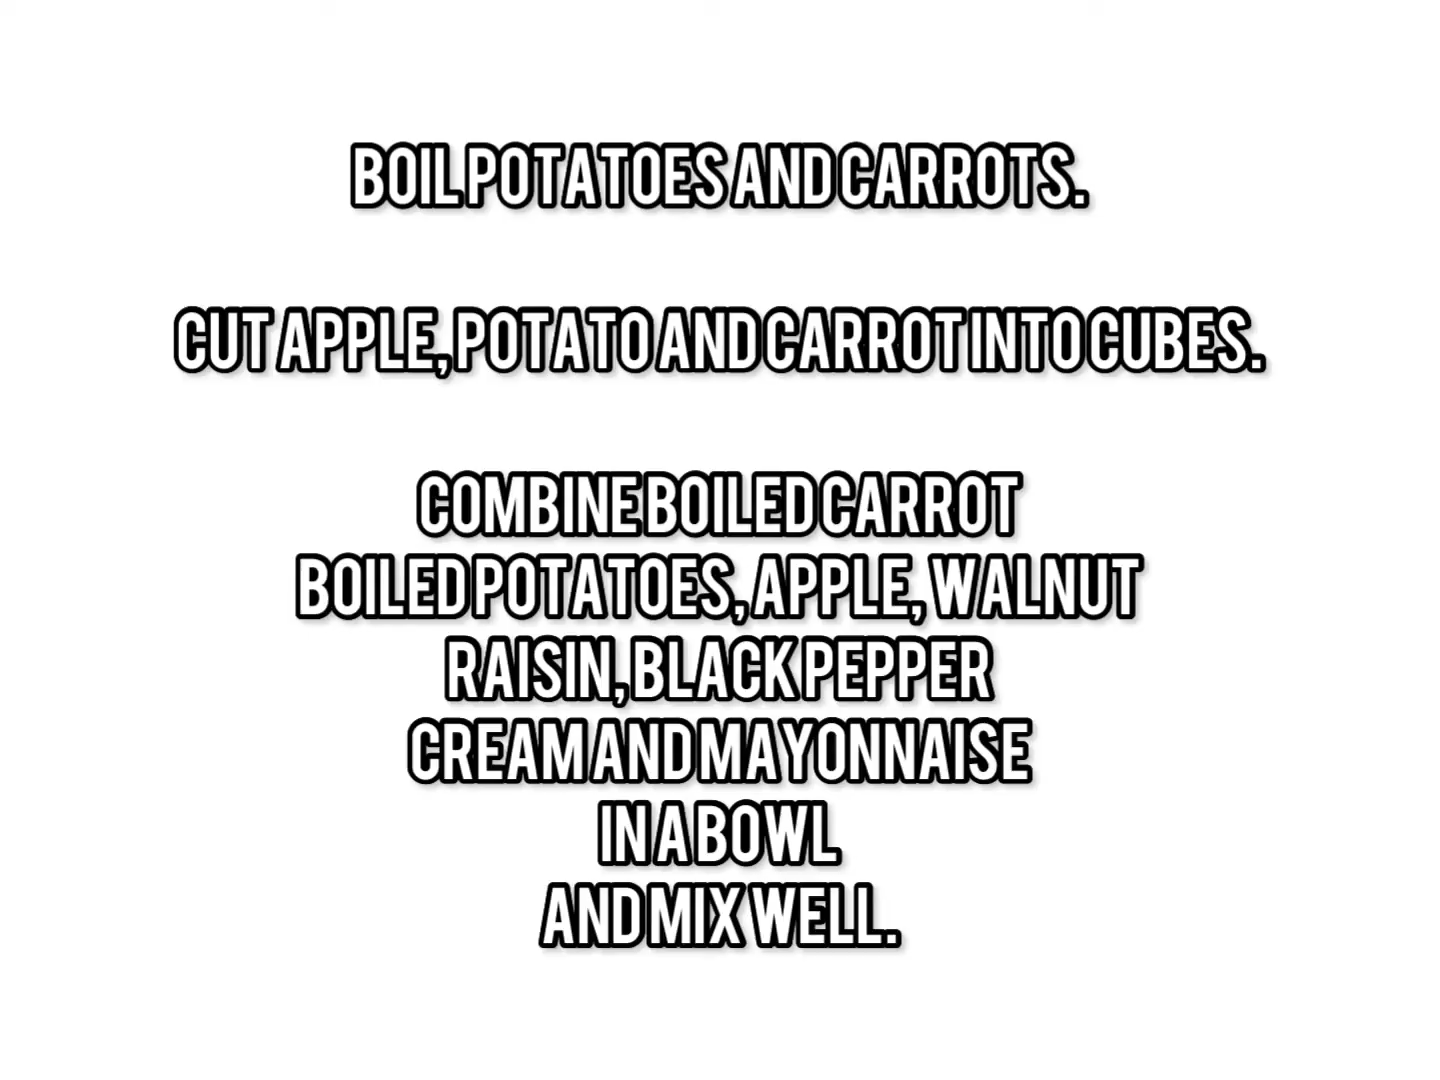 BOIL POTATOES AND CARROTS.
CUT APPLE, POTATO AND CARROT INTO CUBES.
COMBINE BOILED CARROT
BOILED POTATOES, APPLE, WALNUT
RAISIN, BLACK PEPPER
CREAM AND MAYONNAISE
IN A BOWL
AND MIX WELL.